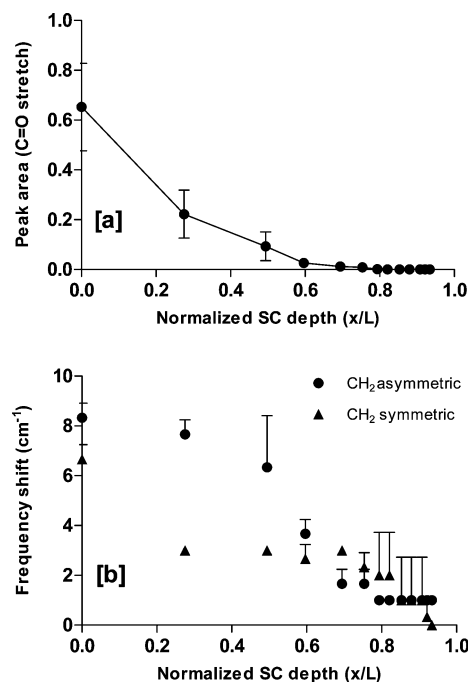 1.0
0.8
0.6
0.4
0.2
0.0
Peak area (C=O stretch)
[a]
0.0 0.2 0.4 0.6 0.8 1.0
Normalized SC depth (x/L)
10
8
6
4
2
0
Frequency shift (cm⁻¹)
CH₂ asymmetric
CH₂ symmetric
[b]
0.0 0.2 0.4 0.6 0.8 1.0
Normalized SC depth (x/L)